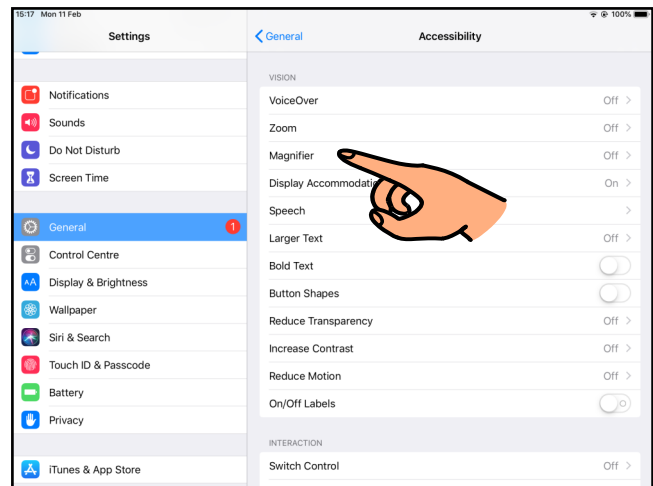 15:17 Mon 11 Feb
100%
Settings
General
Accessibility
Notifications
Sounds
Do Not Disturb
Screen Time
General
1
Control Centre
AA Display & Brightness
Wallpaper
Siri & Search
Touch ID & Passcode
Battery
Privacy
iTunes & App Store
VISION
VoiceOver Off
Zoom Off
Magnifier Off
Display Accommodatio On
Speech
Larger Text Off
Bold Text
Button Shapes
Reduce Transparency Off
Increase Contrast Off
Reduce Motion Off
On/Off Labels
INTERACTION
Switch Control Off